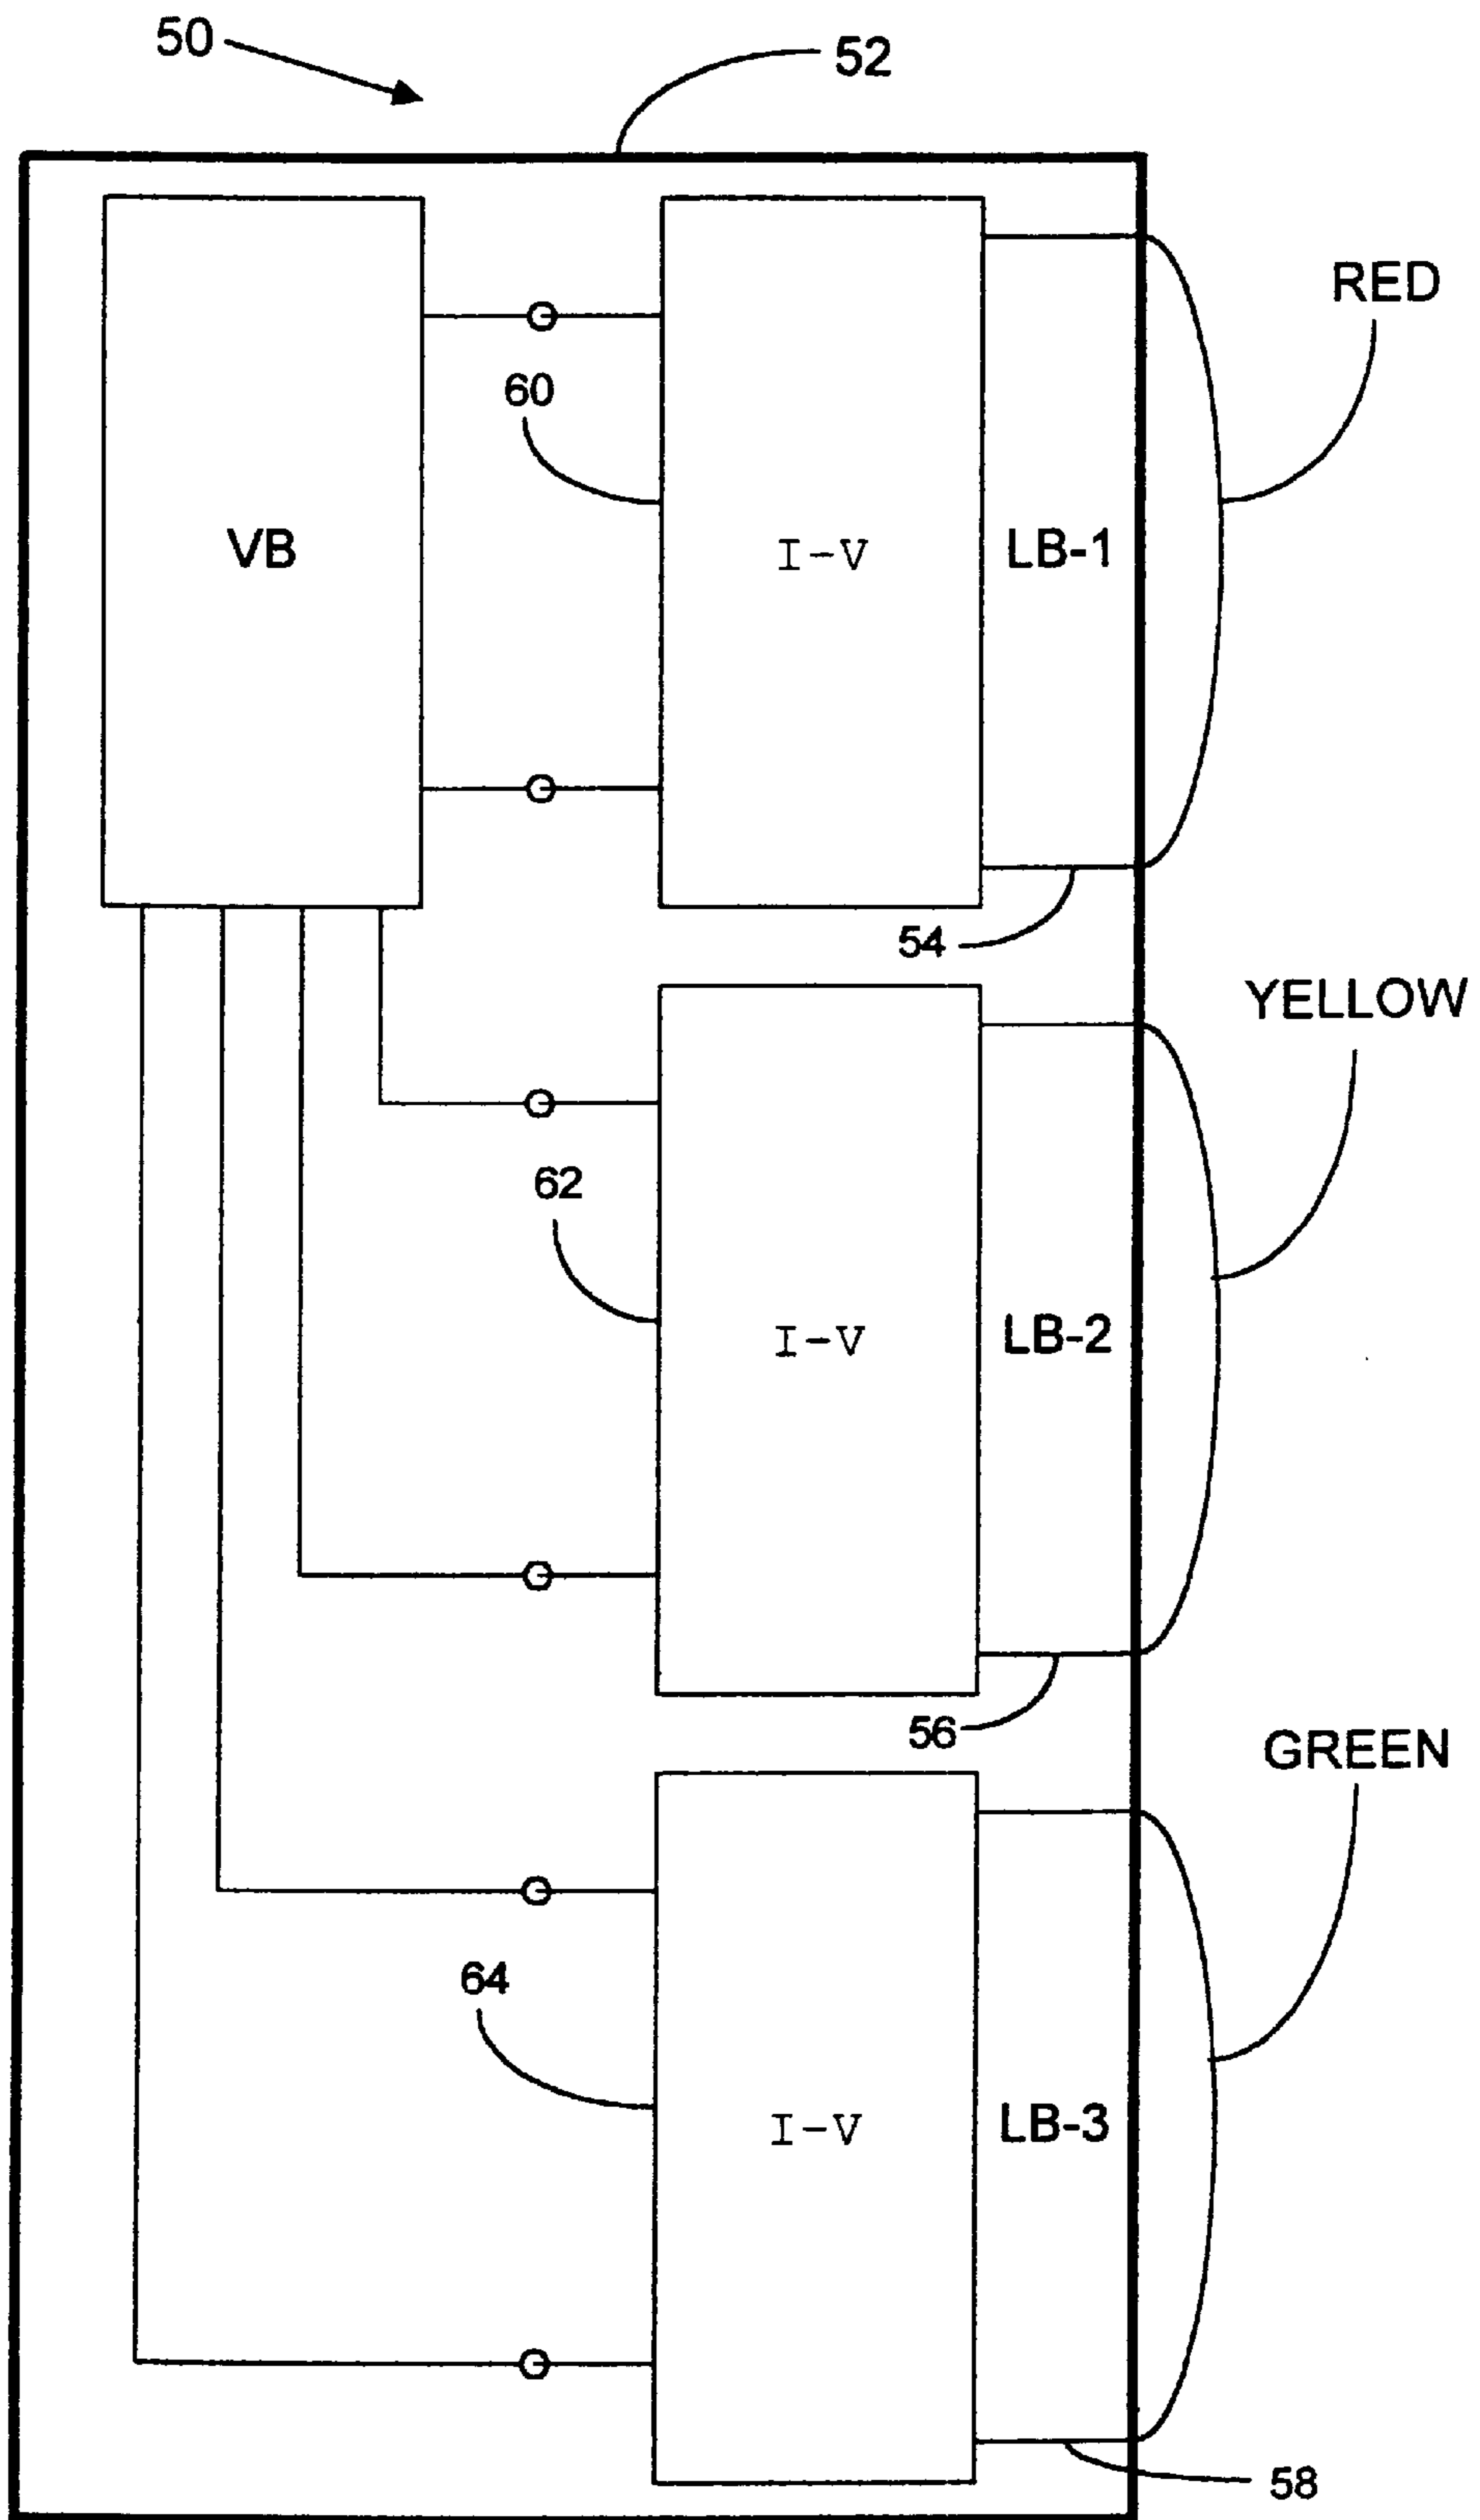 50
52
RED
60
VB
I-V
LB-1
54
YELLOW
62
I-V
LB-2
56
GREEN
64
I-V
LB-3
58